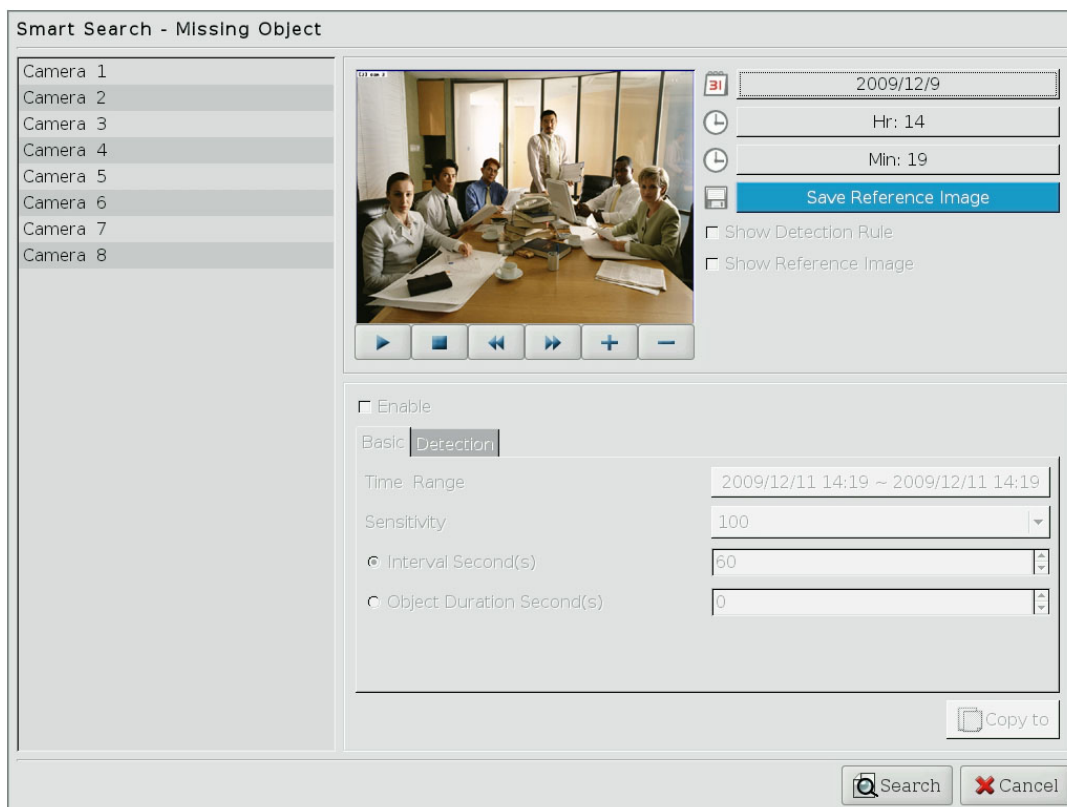 Smart Search - Missing Object
Camera 1
Camera 2
Camera 3
Camera 4
Camera 5
Camera 6
Camera 7
Camera 8
31
2009/12/9
Hr: 14
Min: 19
Save Reference Image
Show Detection Rule
Show Reference Image
Enable
Basic
Detection
Time Range
2009/12/11 14:19 ~ 2009/12/11 14:19
Sensitivity
100
Interval Second(s)
60
Object Duration Second(s)
0
Copy to
Search
Cancel